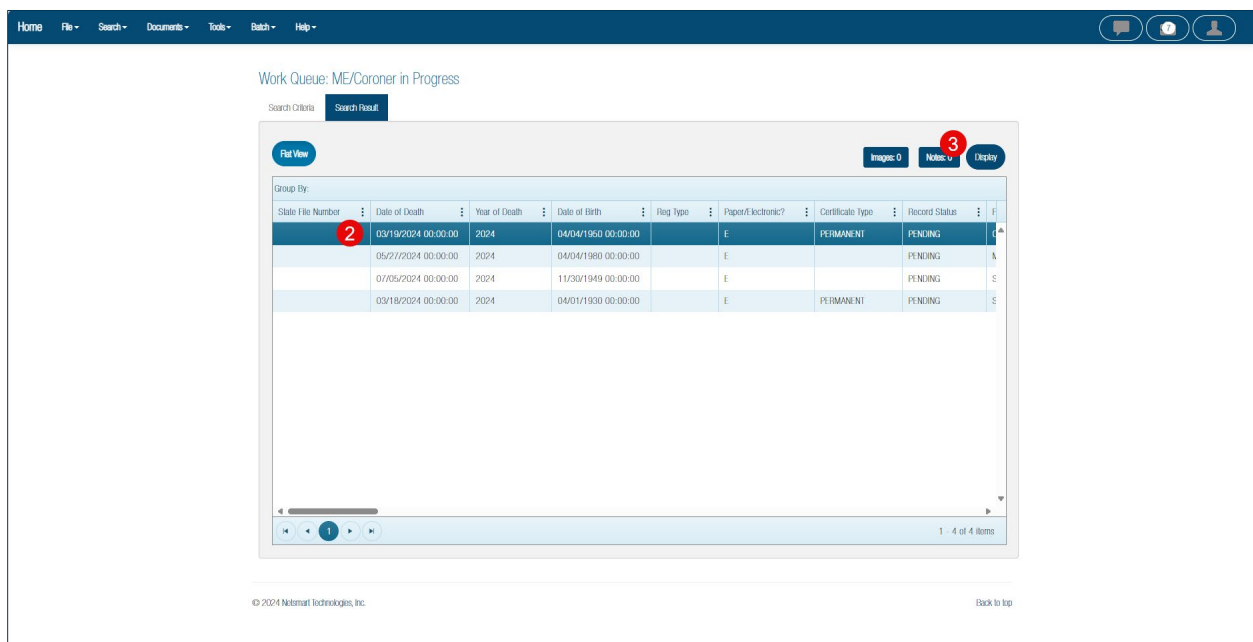 Home File Search Documents Tools Batch Help 7
Work Queue: ME/Coroner in Progress
Search Criteria Search Result
Flat View Images: 0 Notes: 0 3 Display
Group By:
State File Number Date of Death Year of Death Date of Birth Reg Type Paper/Electronic? Certificate Type Record Status F
2 03/19/2024 00:00:00 2024 04/04/1950 00:00:00 E PERMANENT PENDING
05/27/2024 00:00:00 2024 04/04/1980 00:00:00 E PENDING
07/05/2024 00:00:00 2024 11/30/1949 00:00:00 E PENDING S
03/18/2024 00:00:00 2024 04/01/1930 00:00:00 E PERMANENT PENDING S
1 1 - 4 of 4 items
© 2024 Netsmart Technologies, Inc. Back to top